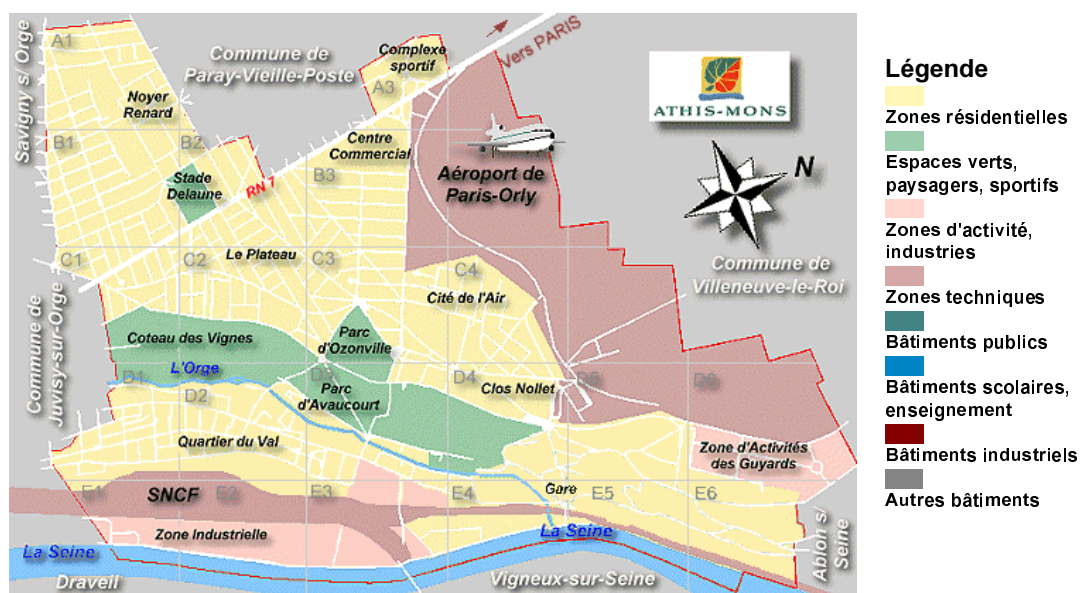 A1
Savigny s/ Orge
Commune de
Paray-Vieille-Poste
Complexe
sportif
A3
Vers PARIS
ATHIS-MONS
Noyer
Renard
B1
B2
Centre
Commercial
B3
Stade
Delaune
RN 7
Aéroport de
Paris-Orly
N
C1
C2
Le Plateau
C3
C4
Cité de l'Air
Commune de
Villeneuve-le-Roi
Commune de
Juvisy-sur-Orge
Coteau des Vignes
Parc
d'Ozonville
L'Orge
D1
D2
D3
Parc
d'Avaucourt
D4
Clos Nollet
D5
D6
Quartier du Val
Zone d'Activités
des Guyards
E1
SNCF
E2
E3
E4
Gare
E5
E6
Zone Industrielle
La Seine
La Seine
Draveil
Vigneux-sur-Seine
Ablons s/
Seine
Légende
Zones résidentielles
Espaces verts,
paysagers, sportifs
Zones d'activité,
industries
Zones techniques
Bâtiments publics
Bâtiments scolaires,
enseignement
Bâtiments industriels
Autres bâtiments